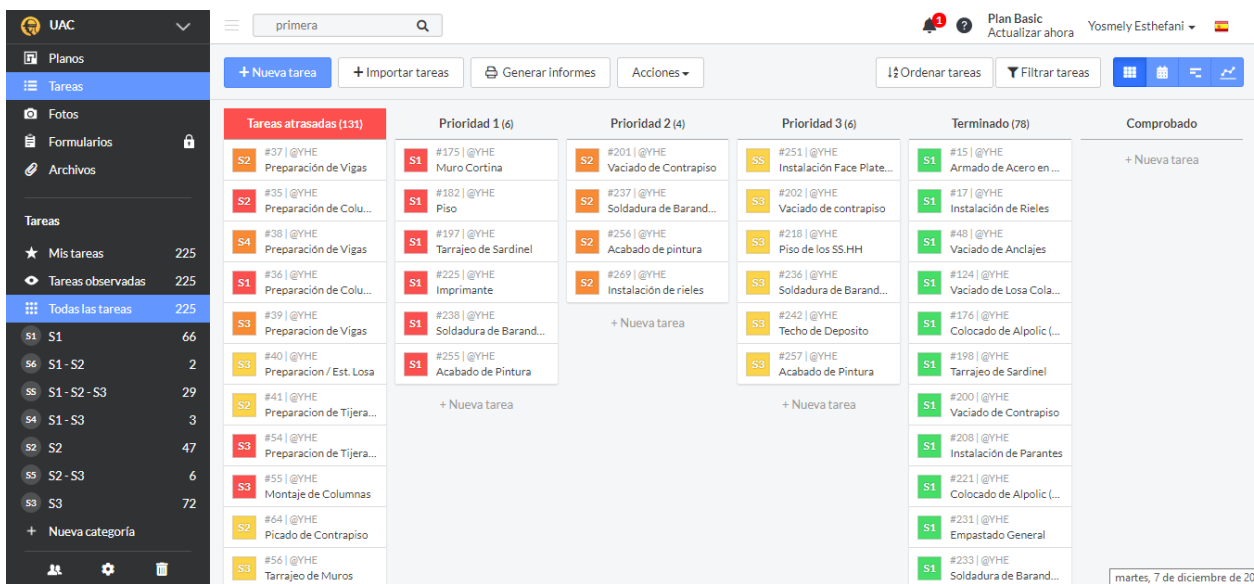 UAC
Planos
Tareas
Fotos
Formularios
Archivos
Tareas
Mis tareas 225
Tareas observadas 225
Todas las tareas 225
S1 S1 66
S6 S1 - S2 2
SS S1 - S2 - S3 29
S4 S1 - S3 3
S2 S2 47
S5 S2 - S3 6
S3 S3 72
+ Nueva categoría
primera
1
Plan Basic
Actualizar ahora
Yosmely Esthefani
+ Nueva tarea
+ Importar tareas
Generar informes
Acciones
Ordenar tareas
Filtrar tareas
Tareas atrasadas (131)
S2 #37 | @YHE
Preparación de Vigas
S2 #35 | @YHE
Preparación de Colu...
S4 #38 | @YHE
Preparación de Vigas
S1 #36 | @YHE
Preparación de Colu...
S3 #39 | @YHE
Preparacion de Vigas
S3 #40 | @YHE
Preparacion / Est. Losa
S2 #41 | @YHE
Preparacion de Tijera...
S3 #54 | @YHE
Preparacion de Tijera...
S3 #55 | @YHE
Montaje de Columnas
S2 #64 | @YHE
Picado de Contrapiso
S3 #56 | @YHE
Tarrajeo de Muros
Prioridad 1 (6)
S1 #175 | @YHE
Muro Cortina
S1 #182 | @YHE
Piso
S1 #197 | @YHE
Tarrajeo de Sardinel
S1 #225 | @YHE
Imprimante
S1 #238 | @YHE
Soldadura de Barand...
S1 #255 | @YHE
Acabado de Pintura
+ Nueva tarea
Prioridad 2 (4)
S2 #201 | @YHE
Vaciado de Contrapiso
S2 #237 | @YHE
Soldadura de Barand...
S2 #256 | @YHE
Acabado de pintura
S2 #269 | @YHE
Instalación de rieles
+ Nueva tarea
Prioridad 3 (6)
SS #251 | @YHE
Instalación Face Plate...
S3 #202 | @YHE
Vaciado de contrapiso
S3 #218 | @YHE
Piso de los SS.HH
S3 #236 | @YHE
Soldadura de Barand...
S3 #242 | @YHE
Techo de Deposito
S3 #257 | @YHE
Acabado de Pintura
+ Nueva tarea
Terminado (78)
S1 #15 | @YHE
Armado de Acero en ...
S1 #17 | @YHE
Instalación de Rieles
S1 #48 | @YHE
Vaciado de Anclajes
S1 #124 | @YHE
Vaciado de Losa Cola...
S1 #176 | @YHE
Colocado de Alpolic (...
S1 #198 | @YHE
Tarrajeo de Sardinel
S1 #200 | @YHE
Vaciado de Contrapiso
S1 #208 | @YHE
Instalación de Parantes
S1 #221 | @YHE
Colocado de Alpolic (...
S1 #231 | @YHE
Empastado General
S1 #233 | @YHE
Soldadura de Barand...
Comprobado
+ Nueva tarea
martes, 7 de diciembre de 20